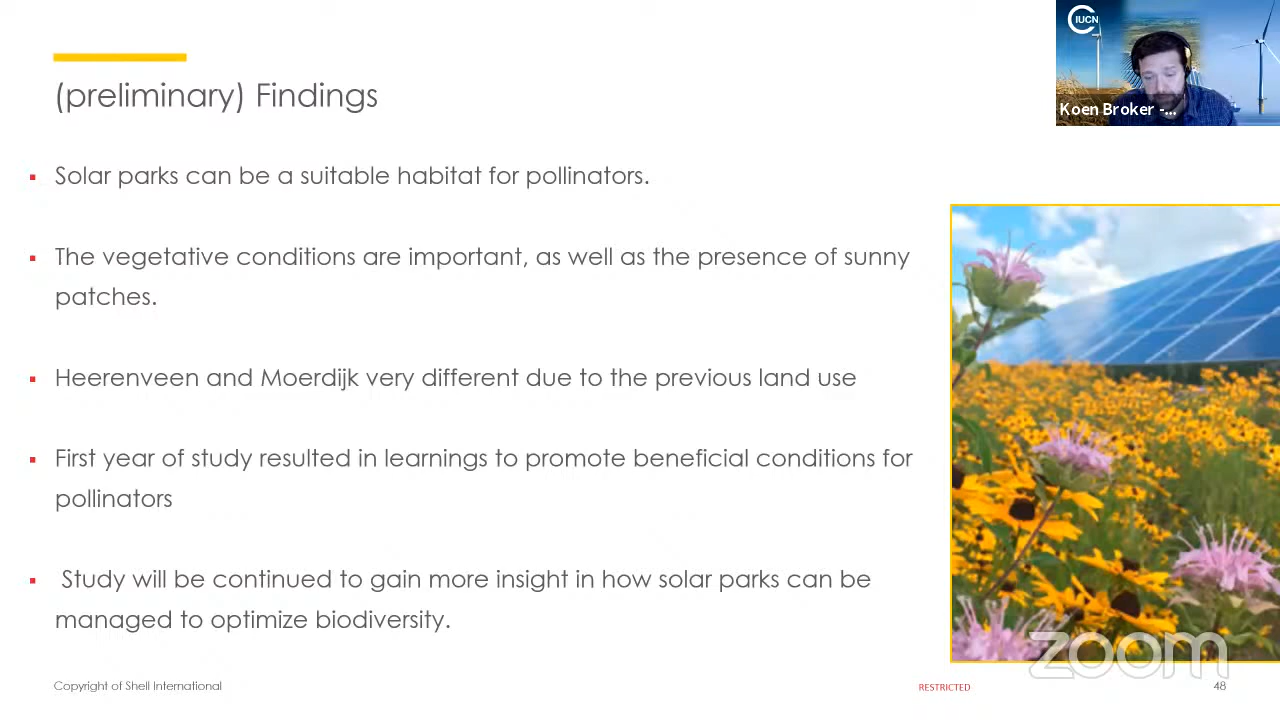 IUCN
Koen Broker -...
(preliminary) Findings
▪ Solar parks can be a suitable habitat for pollinators.
▪ The vegetative conditions are important, as well as the presence of sunny
patches.
▪ Heerenveen and Moerdijk very different due to the previous land use
▪ First year of study resulted in learnings to promote beneficial conditions for
pollinators
▪ Study will be continued to gain more insight in how solar parks can be
managed to optimize biodiversity.
zoom
Copyright of Shell International
RESTRICTED
48